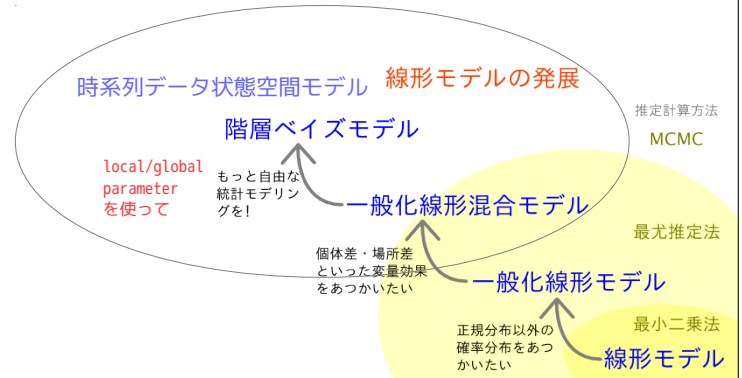 時系列データ状態空間モデル
線形モデルの発展
階層ベイズモデル
推定計算方法
MCMC
local/global
parameter
を使って
もっと自由な
統計モデリン
グを!
一般化線形混合モデル
最尤推定法
個体差・場所差
といった変量効果
をあつかいたい
一般化線形モデル
正規分布以外の
確率分布をあつ
かいたい
最小二乗法
線形モデル